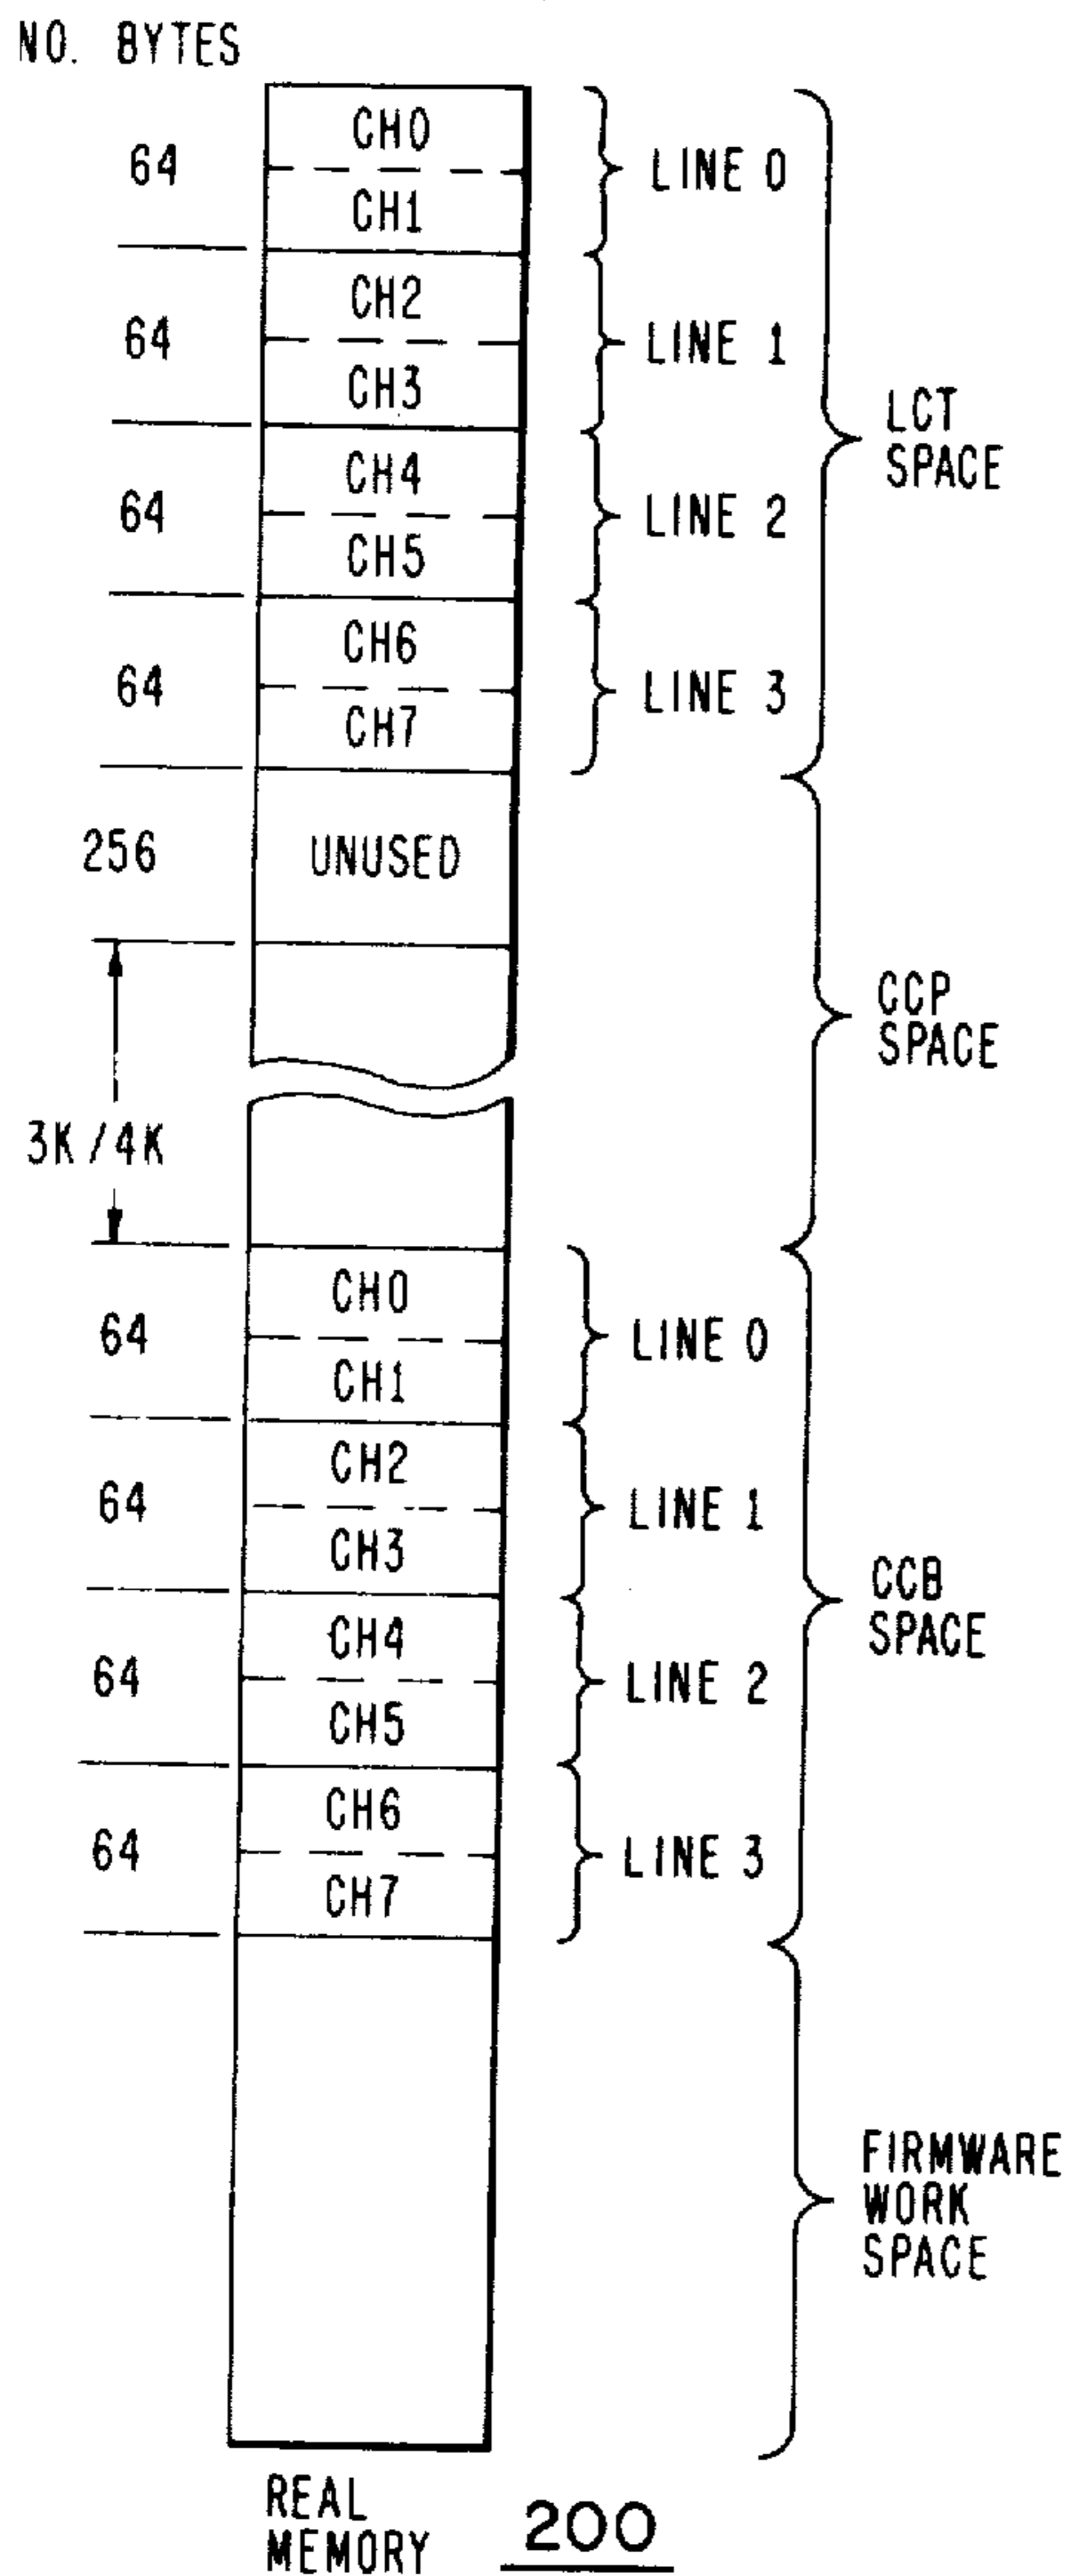 NO. BYTES
64
CH0
CH1
LINE 0
64
CH2
CH3
LINE 1
64
CH4
CH5
LINE 2
64
CH6
CH7
LINE 3
LCT
SPACE
256
UNUSED
3K/4K
CCP
SPACE
64
CH0
CH1
LINE 0
64
CH2
CH3
LINE 1
64
CH4
CH5
LINE 2
64
CH6
CH7
LINE 3
CCB
SPACE
FIRMWARE
WORK
SPACE
REAL
MEMORY
200